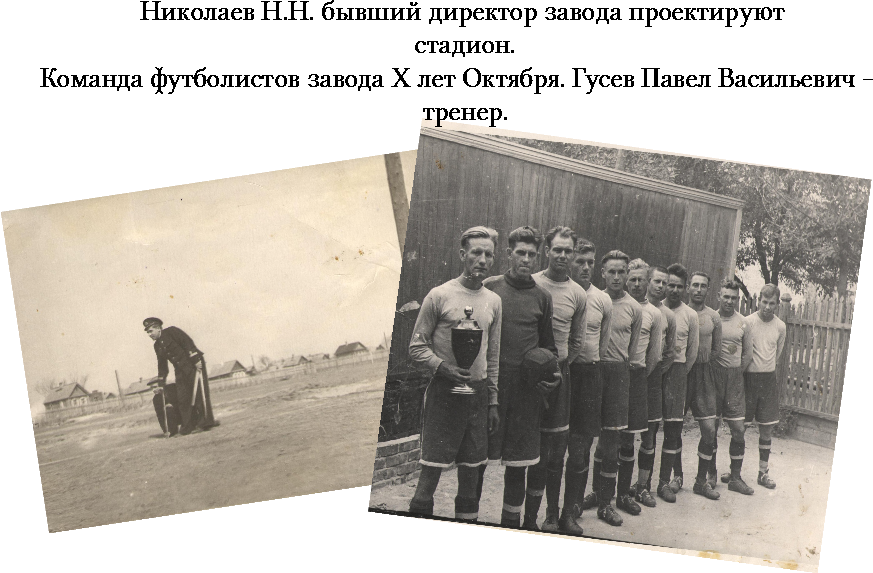 Николаев Н.Н. бывший директор завода проектируют
стадион.
Команда футболистов завода X лет Октября. Гусев Павел Васильевич –
тренер.